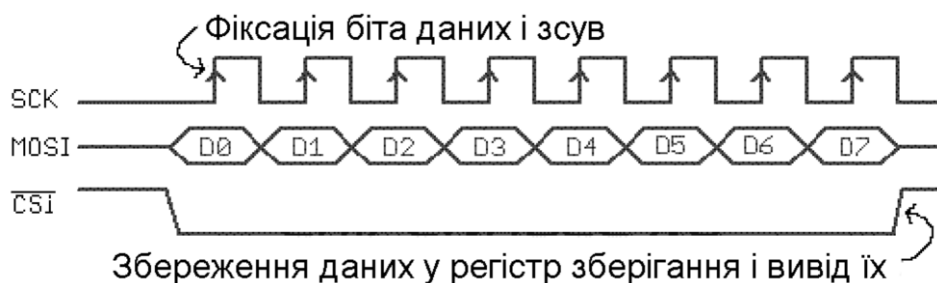 Фіксація біта даних і зсув
SCK
MOSI D0 D1 D2 D3 D4 D5 D6 D7
CSi
Збереження даних у регістр зберігання і вивід їх